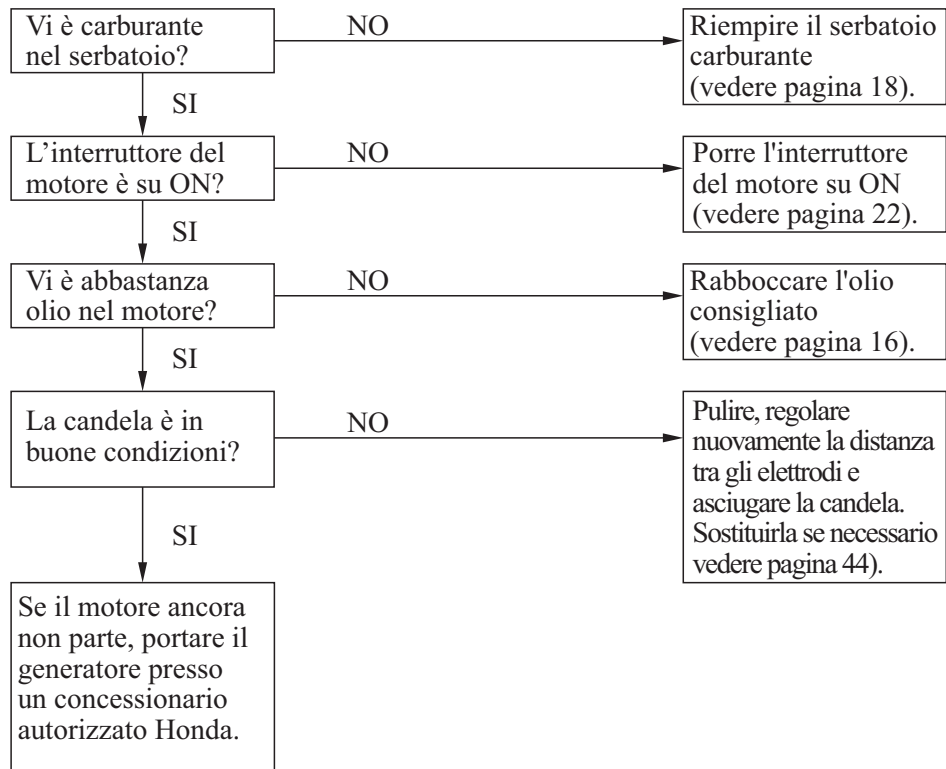 Vi è carburante
nel serbatoio?
NO
Riempire il serbatoio
carburante
(vedere pagina 18).
SI
L’interruttore del
motore è su ON?
NO
Porre l'interruttore
del motore su ON
(vedere pagina 22).
SI
Vi è abbastanza
olio nel motore?
NO
Rabboccare l'olio
consigliato
(vedere pagina 16).
SI
La candela è in
buone condizioni?
NO
Pulire, regolare
nuovamente la distanza
tra gli elettrodi e
asciugare la candela.
Sostituirla se necessario
vedere pagina 44).
SI
Se il motore ancora
non parte, portare il
generatore presso
un concessionario
autorizzato Honda.